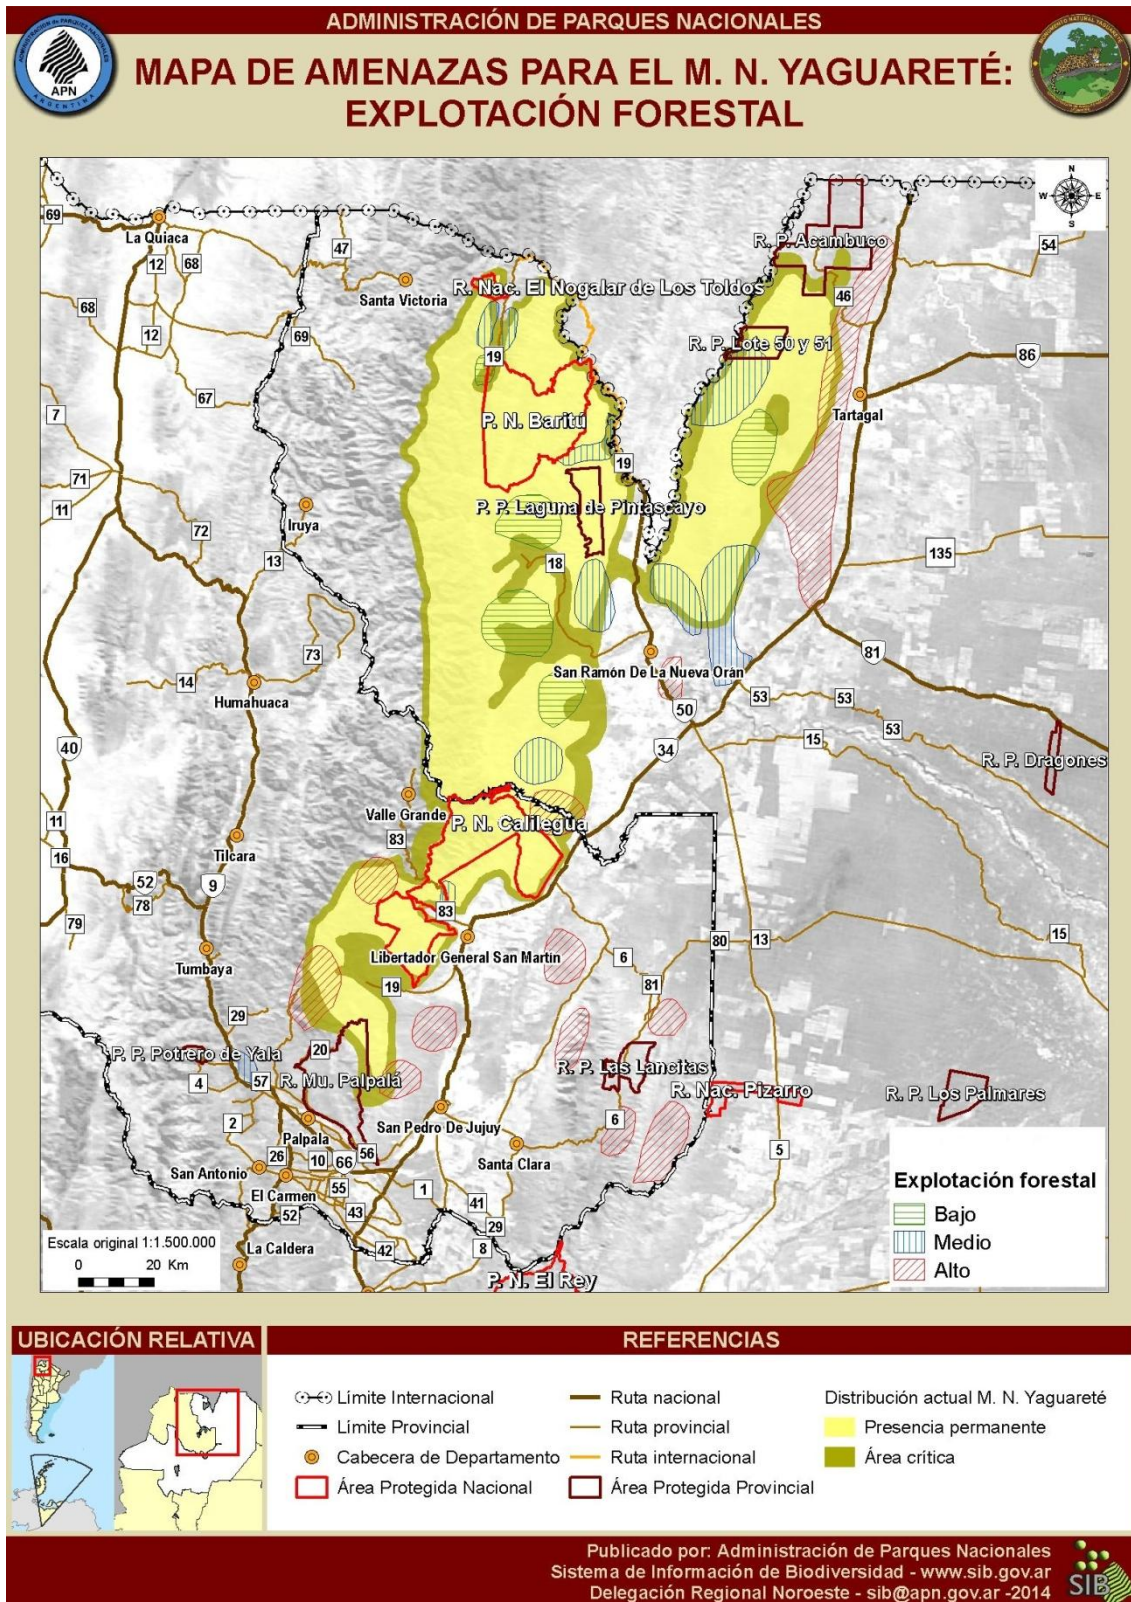 ADMINISTRACIÓN DE PARQUES NACIONALES
APN
ARGENTINA
MAPA DE AMENAZAS PARA EL M. N. YAGUARETÉ:
EXPLOTACIÓN FORESTAL
N
W E
S
69
La Quiaca
12
68
47
Santa Victoria
R. Nac. El Nogalar de Los Toldos
R. P. Acambuco
54
46
68
12
69
19
R. P. Lote 50 y 51
86
67
7
P. N. Baritú
Tartagal
71
19
11
Iruya
P. P. Laguna de Pintascayo
72
13
18
135
73
14
Humahuaca
San Ramón De La Nueva Orán
81
53
53
50
53
40
34
15
R. P. Dragones
Valle Grande
P. N. Calilegua
11
83
16
Tilcara
52
9
78
83
79
80
13
15
Tumbaya
Libertador General San Martín
6
19
81
29
20
P. P. Potrero de Yala
R. P. Las Lancitas
4
57
R. Mu. Palpalá
R. Nac. Pizarro
R. P. Los Palmares
2
San Pedro De Jujuy
6
Palpala
56
26
10
66
Santa Clara
5
San Antonio
El Carmen
55
1
41
52
43
29
La Caldera
42
8
P. N. El Rey
Escala original 1:1.500.000
0 20 Km
Explotación forestal
Bajo
Medio
Alto
UBICACIÓN RELATIVA
REFERENCIAS
Límite Internacional
Límite Provincial
Cabecera de Departamento
Área Protegida Nacional
Ruta nacional
Ruta provincial
Ruta internacional
Área Protegida Provincial
Distribución actual M. N. Yaguareté
Presencia permanente
Área crítica
Publicado por: Administración de Parques Nacionales
Sistema de Información de Biodiversidad - www.sib.gov.ar
Delegación Regional Noroeste - sib@apn.gov.ar -2014
SIB